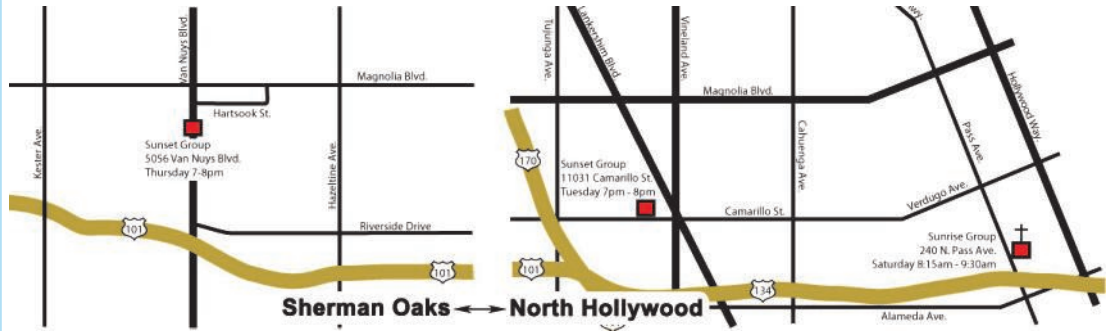 Kester Ave.
Van Nuys Blvd.
Magnolia Blvd.
Hartsook St.
Sunset Group
5056 Van Nuys Blvd.
Thursday 7-8pm
Hazeltine Ave.
101
Riverside Drive
101
Sherman Oaks
North Hollywood
Tujunga Ave.
Lankershim Blvd
Vineland Ave.
Magnolia Blvd.
Cahuenga Ave.
Hollywood Way.
Pass Ave.
170
Sunset Group
11031 Camarillo St.
Tuesday 7pm - 8pm
Camarillo St.
Verdugo Ave.
Sunrise Group
240 N. Pass Ave.
Saturday 8:15am - 9:30am
101
134
Alameda Ave.